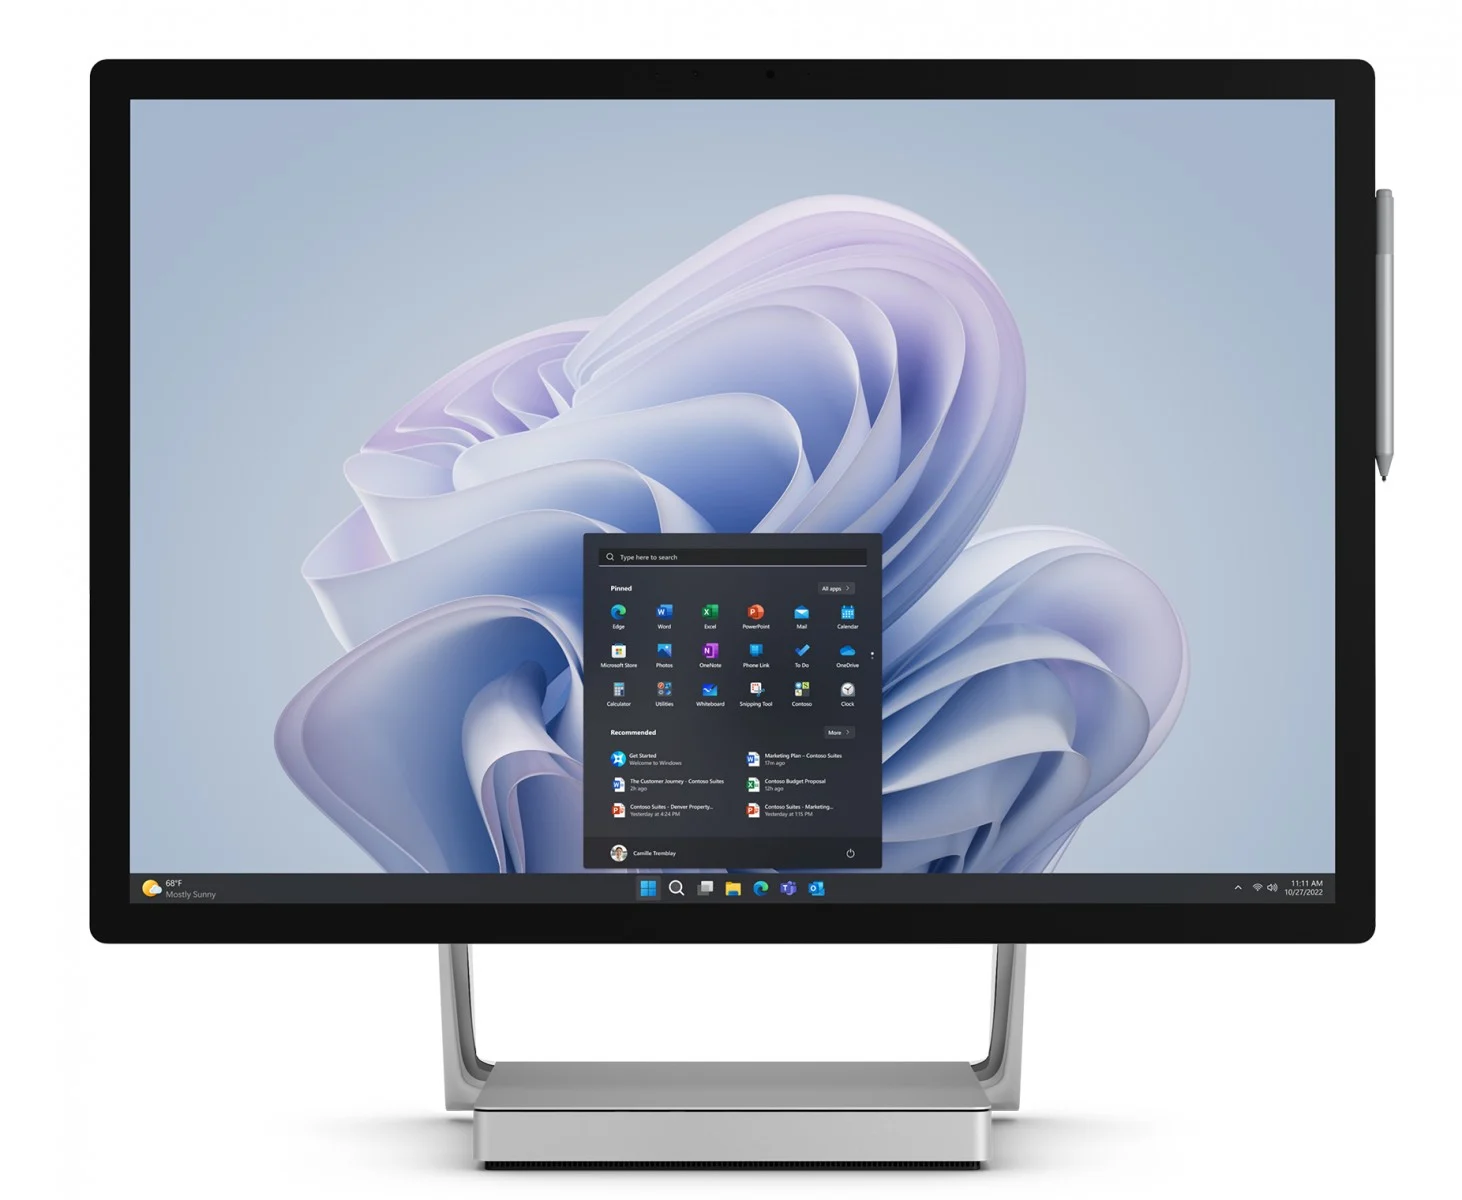 Type here to search
Pinned
All apps
Edge
Word
Excel
PowerPoint
Mail
Calendar
Microsoft Store
Photos
OneNote
Phone Link
To Do
OneDrive
Calculator
Utilities
Whiteboard
Snipping Tool
Contoso
Clock
Recommended
More
Get Started
Welcome to Windows
Marketing Plan – Contoso Suites
17m ago
The Customer Journey - Contoso Suites
2h ago
Contoso Budget Proposal
12h ago
Contoso Suites - Denver Property...
Yesterday at 4:24 PM
Contoso Suites - Marketing...
Yesterday at 1:15 PM
Camille Tremblay
68°F
Mostly Sunny
11:11 AM
10/27/2022